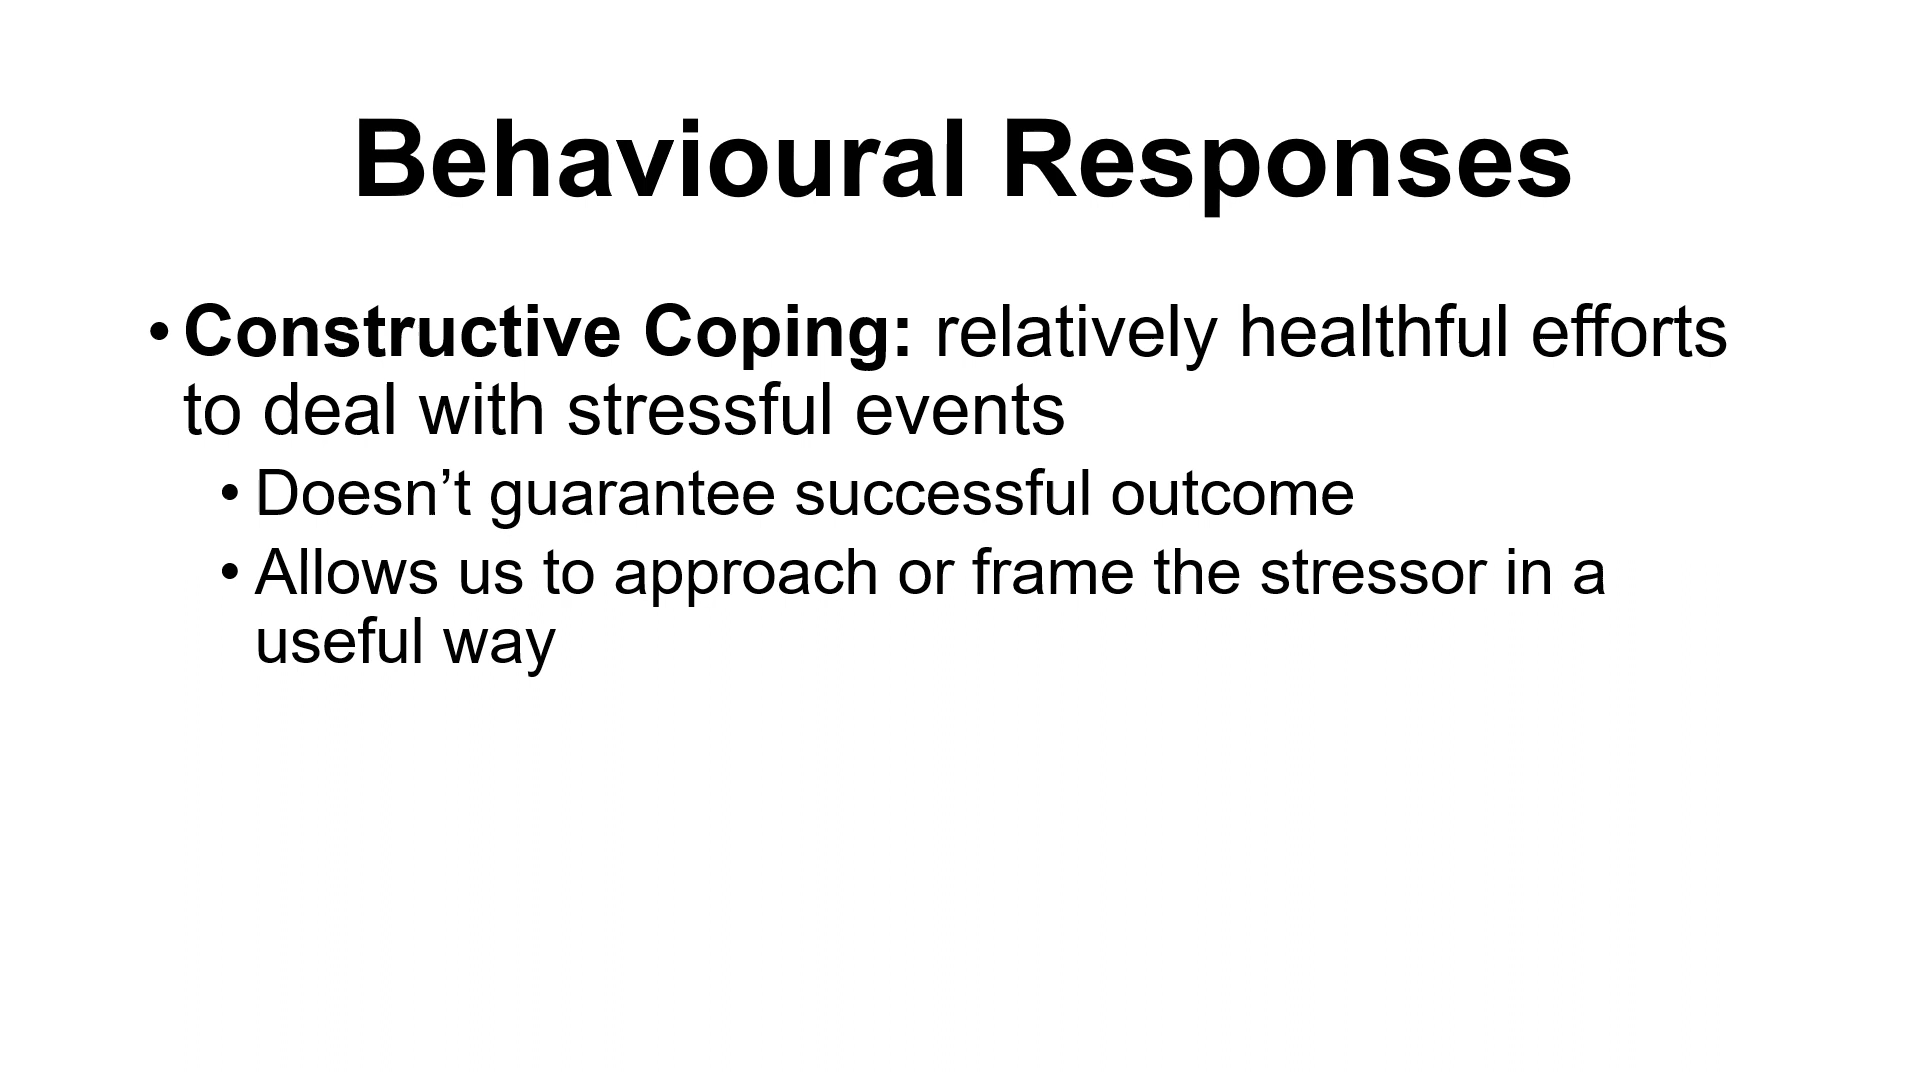 Behavioural Responses
• Constructive Coping: relatively healthful efforts
to deal with stressful events
• Doesn’t guarantee successful outcome
• Allows us to approach or frame the stressor in a
useful way